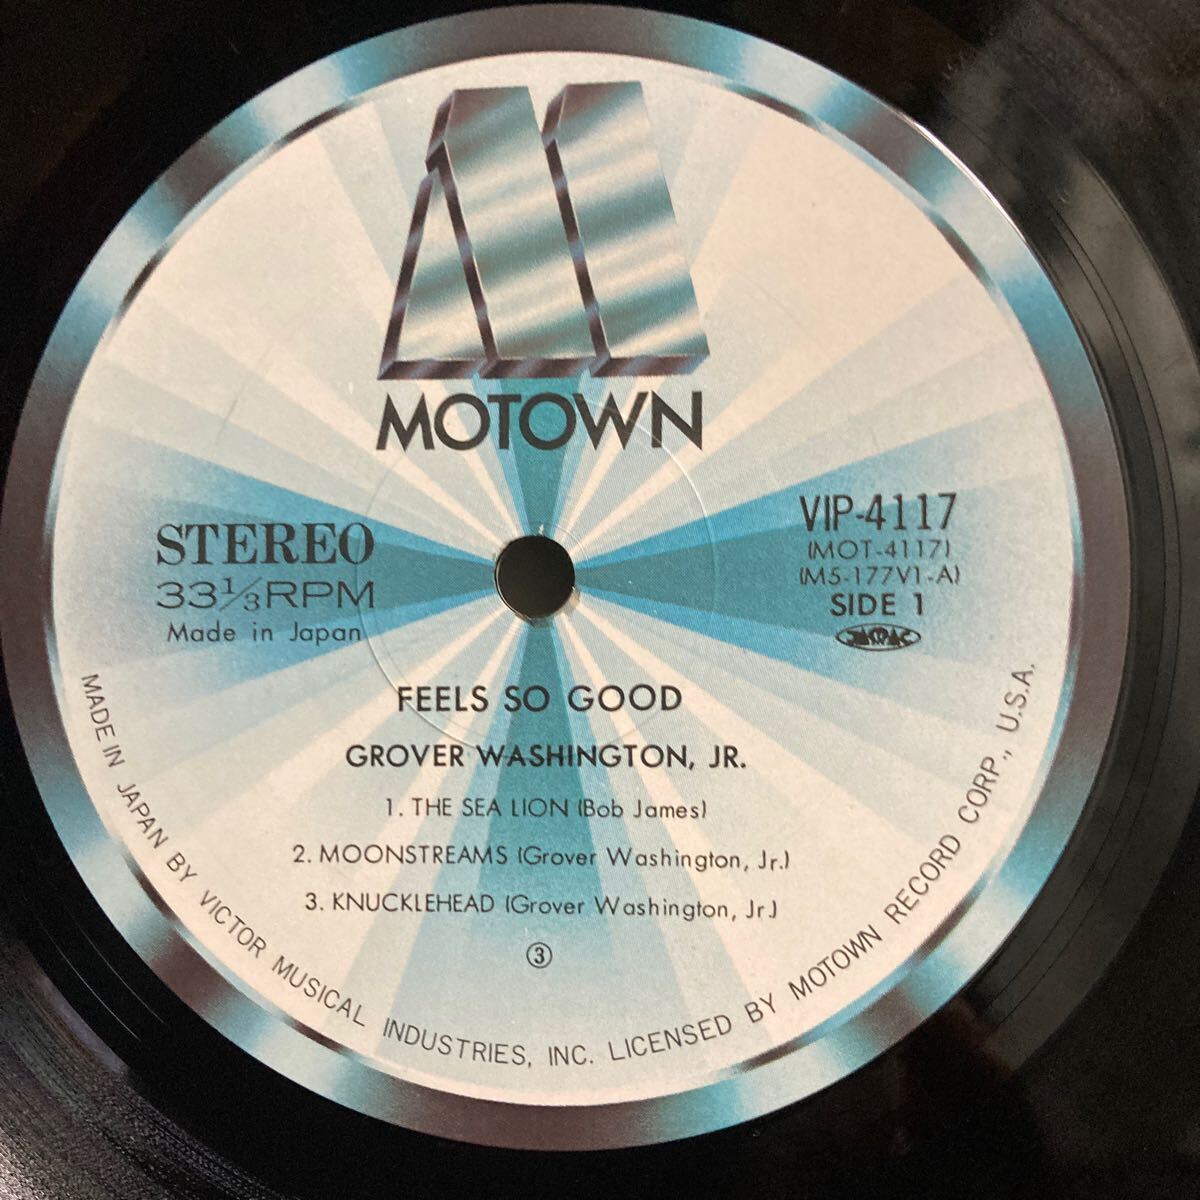 MOTOWN
STEREO
33⅓RPM
Made in Japan
VIP-4117
(MOT-4117)
(M5-177V1-A)
SIDE 1
JASRAC
FEELS SO GOOD
GROVER WASHINGTON, JR.
1. THE SEA LION (Bob James)
2. MOONSTREAMS (Grover Washington, Jr.)
3. KNUCKLEHEAD (Grover Washington, Jr.)
③
MADE IN JAPAN BY VICTOR MUSICAL INDUSTRIES, INC. LICENSED BY MOTOWN RECORD CORP., U.S.A.